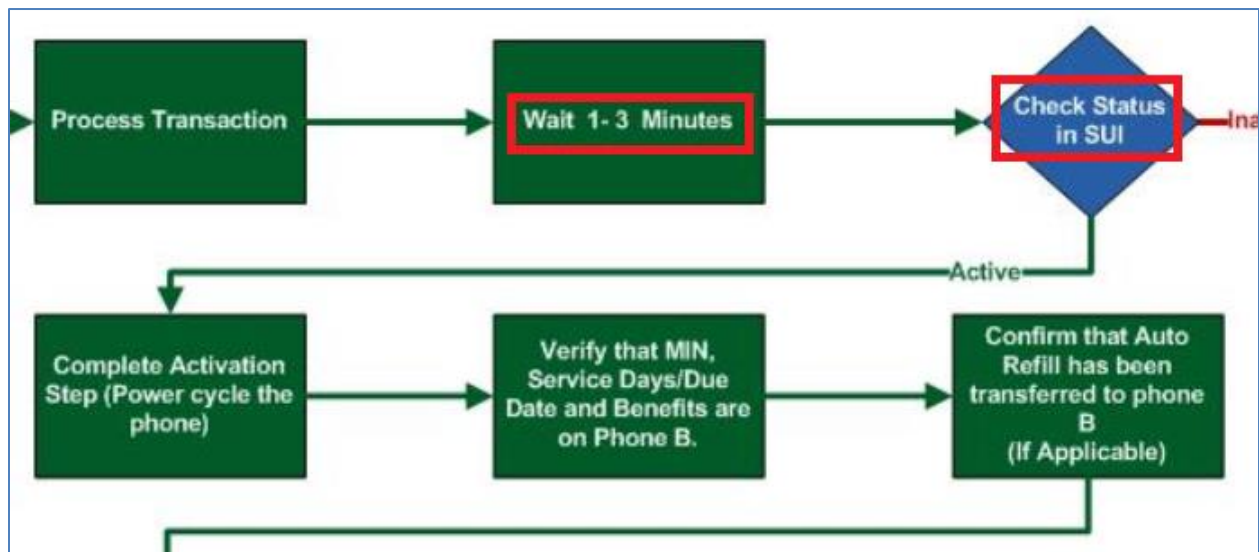 Process Transaction
Wait 1- 3 Minutes
Check Status
in SUI
Ina
Active
Complete Activation
Step (Power cycle the
phone)
Verify that MIN,
Service Days/Due
Date and Benefits are
on Phone B.
Confirm that Auto
Refill has been
transferred to phone
B
(If Applicable)